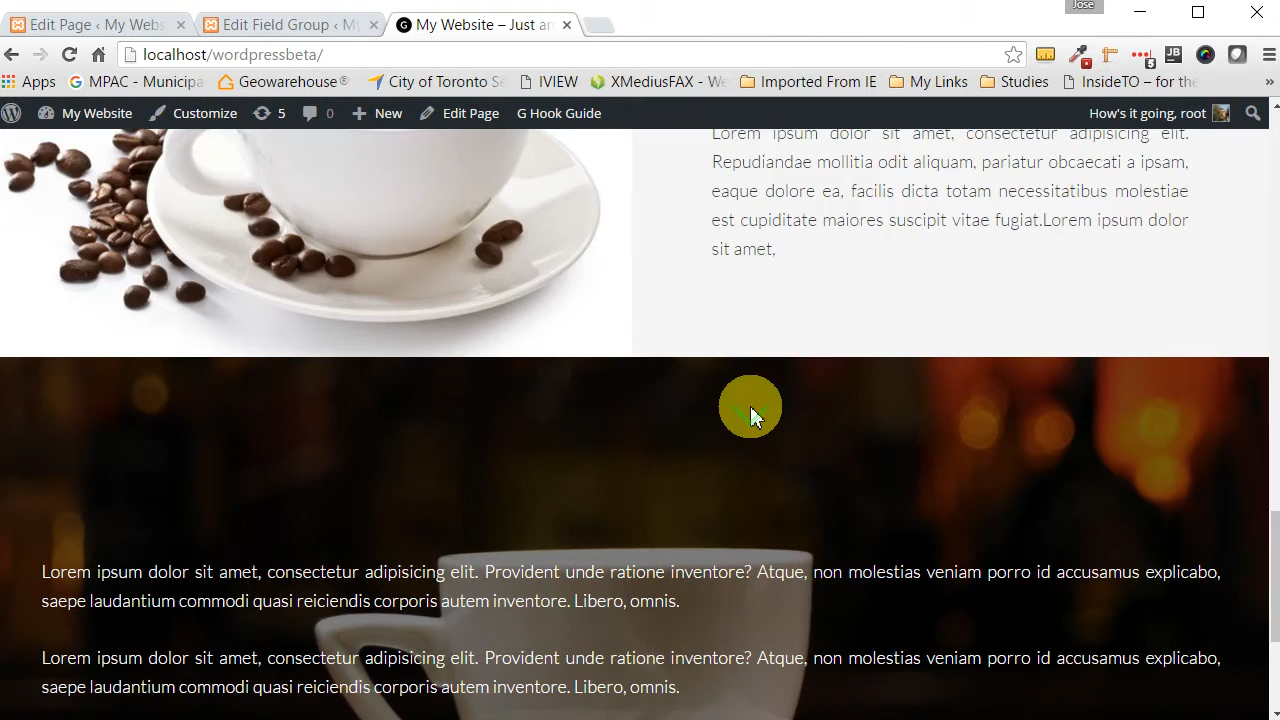 Jose
Edit Page ‹ My Webs
Edit Field Group ‹ M
My Website – Just an
localhost/wordpressbeta/
Apps
MPAC - Municipa
Geowarehouse®
City of Toronto Se
IVIEW
XMediusFAX - We
Imported From IE
My Links
Studies
InsideTO – for the
»
My Website
Customize
5
0
New
Edit Page
G Hook Guide
How's it going, root
Lorem ipsum dolor sit amet, consectetur adipisicing elit.
Repudiandae mollitia odit aliquam, pariatur obcaecati a ipsam,
eaque dolore ea, facilis dicta totam necessitatibus molestiae
est cupiditate maiores suscipit vitae fugiat.Lorem ipsum dolor
sit amet,
Lorem ipsum dolor sit amet, consectetur adipisicing elit. Provident unde ratione inventore? Atque, non molestias veniam porro id accusamus explicabo,
saepe laudantium commodi quasi reiciendis corporis autem inventore. Libero, omnis.
Lorem ipsum dolor sit amet, consectetur adipisicing elit. Provident unde ratione inventore? Atque, non molestias veniam porro id accusamus explicabo,
saepe laudantium commodi quasi reiciendis corporis autem inventore. Libero, omnis.